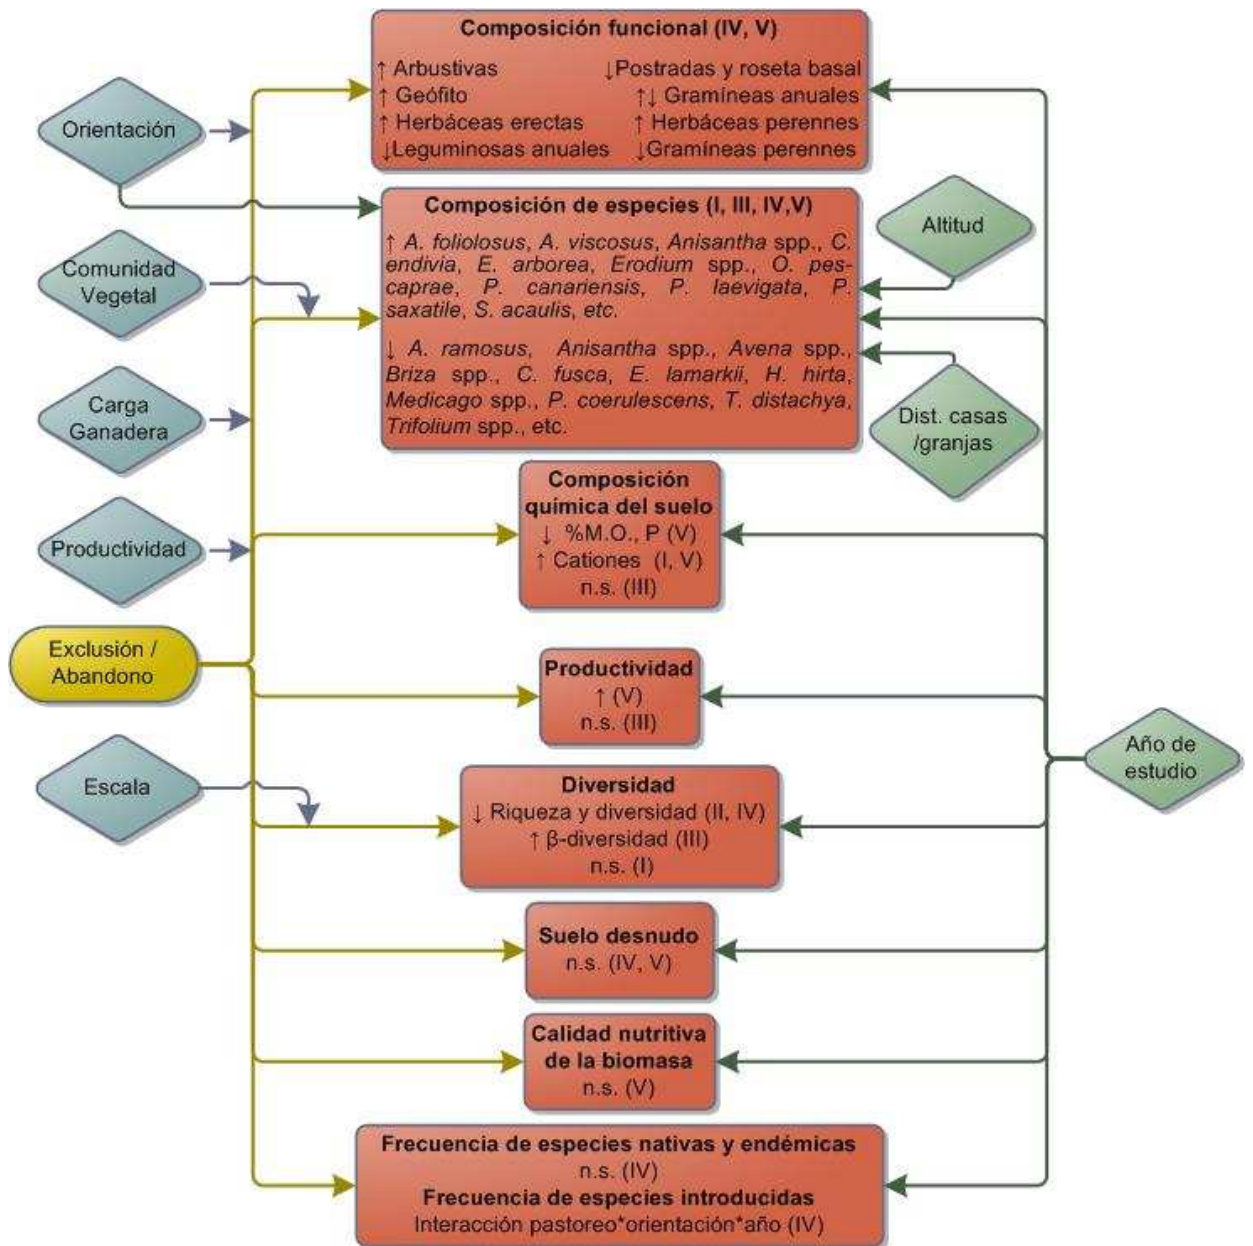 Composición funcional (IV, V)
↑ Arbustivas ↓Postradas y roseta basal
↑ Geófito ↑↓ Gramíneas anuales
↑ Herbáceas erectas ↑ Herbáceas perennes
↓Leguminosas anuales ↓Gramíneas perennes
Orientación
Composición de especies (I, III, IV,V)
↑ A. foliolosus, A. viscosus, Anisantha spp., C.
endivia, E. arborea, Erodium spp., O. pes-
caprae, P. canariensis, P. laevigata, P.
saxatile, S. acaulis, etc.
↓ A. ramosus, Anisantha spp., Avena spp.,
Briza spp., C. fusca, E. lamarkii, H. hirta,
Medicago spp., P. coerulescens, T. distachya,
Trifolium spp., etc.
Altitud
Comunidad
Vegetal
Carga
Ganadera
Dist. casas
/granjas
Composición
química del suelo
↓ %M.O., P (V)
↑ Cationes (I, V)
n.s. (III)
Productividad
Exclusión /
Abandono
Productividad
↑ (V)
n.s. (III)
Año de
estudio
Escala
Diversidad
↓ Riqueza y diversidad (II, IV)
↑ β-diversidad (III)
n.s. (I)
Suelo desnudo
n.s. (IV, V)
Calidad nutritiva
de la biomasa
n.s. (V)
Frecuencia de especies nativas y endémicas
n.s. (IV)
Frecuencia de especies introducidas
Interacción pastoreo*orientación*año (IV)